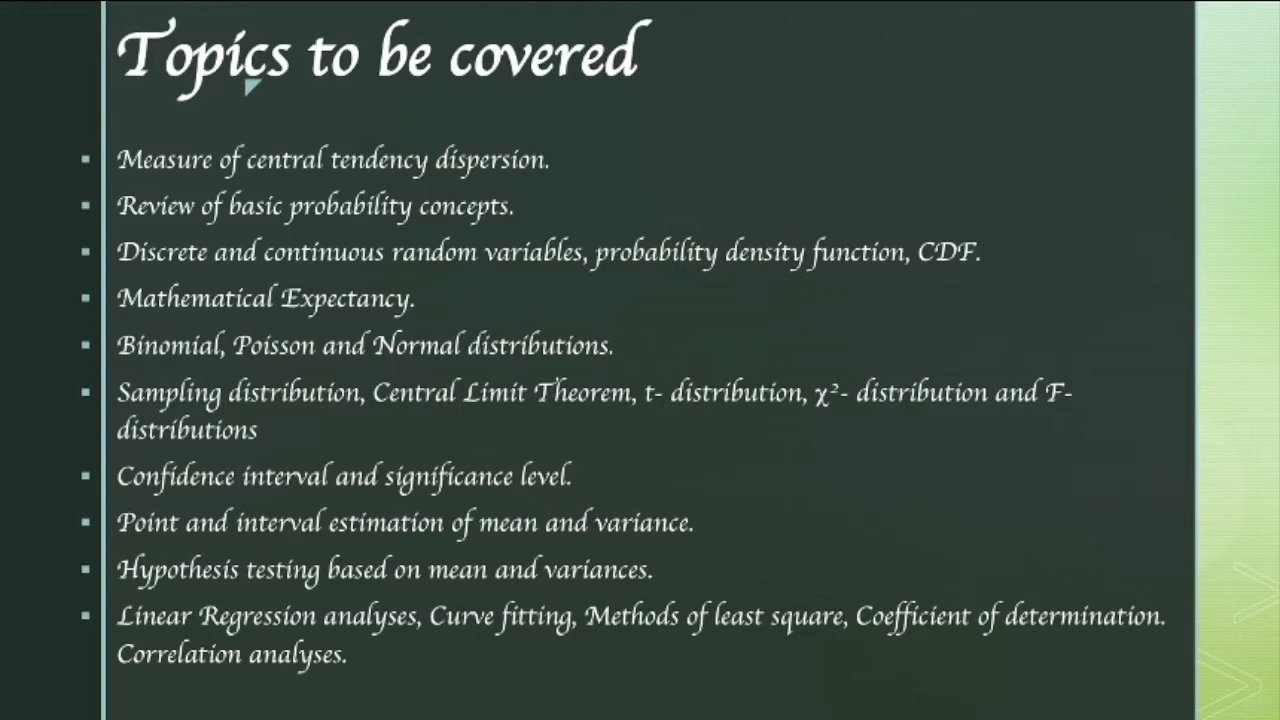 Topics to be covered
▪ Measure of central tendency dispersion.
▪ Review of basic probability concepts.
▪ Discrete and continuous random variables, probability density function, CDF.
▪ Mathematical Expectancy.
▪ Binomial, Poisson and Normal distributions.
▪ Sampling distribution, Central Limit Theorem, t- distribution, χ²- distribution and F-
distributions
▪ Confidence interval and significance level.
▪ Point and interval estimation of mean and variance.
▪ Hypothesis testing based on mean and variances.
▪ Linear Regression analyses, Curve fitting, Methods of least square, Coefficient of determination.
Correlation analyses.